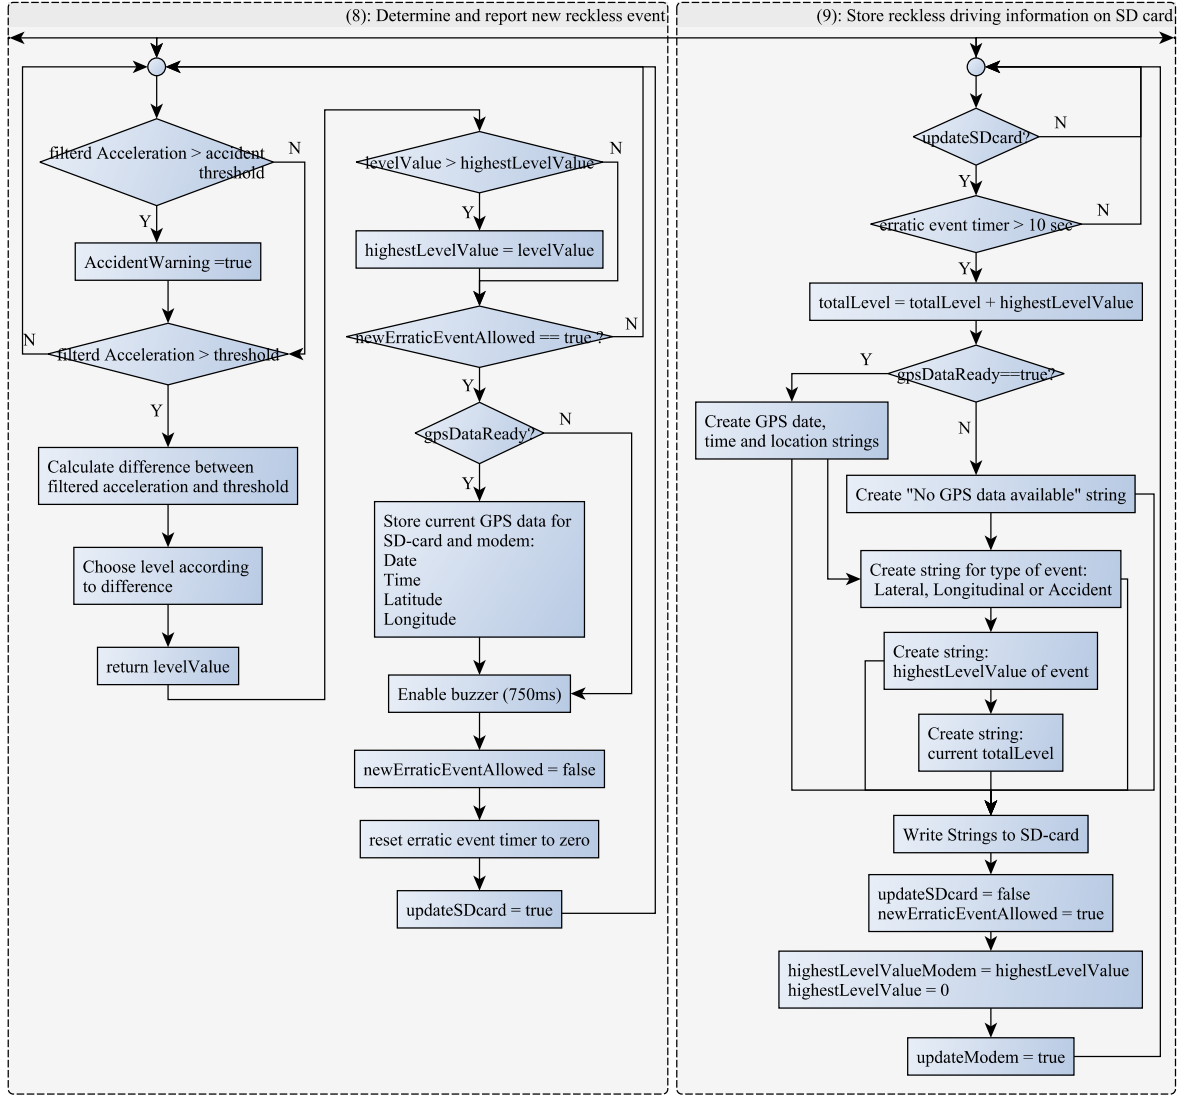 (8): Determine and report new reckless event
filterd Acceleration > accident
threshold
N
Y
AccidentWarning =true
filterd Acceleration > threshold
N
Y
Calculate difference between
filtered acceleration and threshold
Choose level according
to difference
return levelValue
levelValue > highestLevelValue
N
Y
highestLevelValue = levelValue
newErraticEventAllowed == true ?
N
Y
gpsDataReady?
N
Y
Store current GPS data for
SD-card and modem:
Date
Time
Latitude
Longitude
Enable buzzer (750ms)
newErraticEventAllowed = false
reset erratic event timer to zero
updateSDcard = true
(9): Store reckless driving information on SD card
updateSDcard?
N
Y
erratic event timer > 10 sec
N
Y
totalLevel = totalLevel + highestLevelValue
gpsDataReady==true?
Y
N
Create GPS date,
time and location strings
Create "No GPS data available" string
Create string for type of event:
Lateral, Longitudinal or Accident
Create string:
highestLevelValue of event
Create string:
current totalLevel
Write Strings to SD-card
updateSDcard = false
newErraticEventAllowed = true
highestLevelValueModem = highestLevelValue
highestLevelValue = 0
updateModem = true